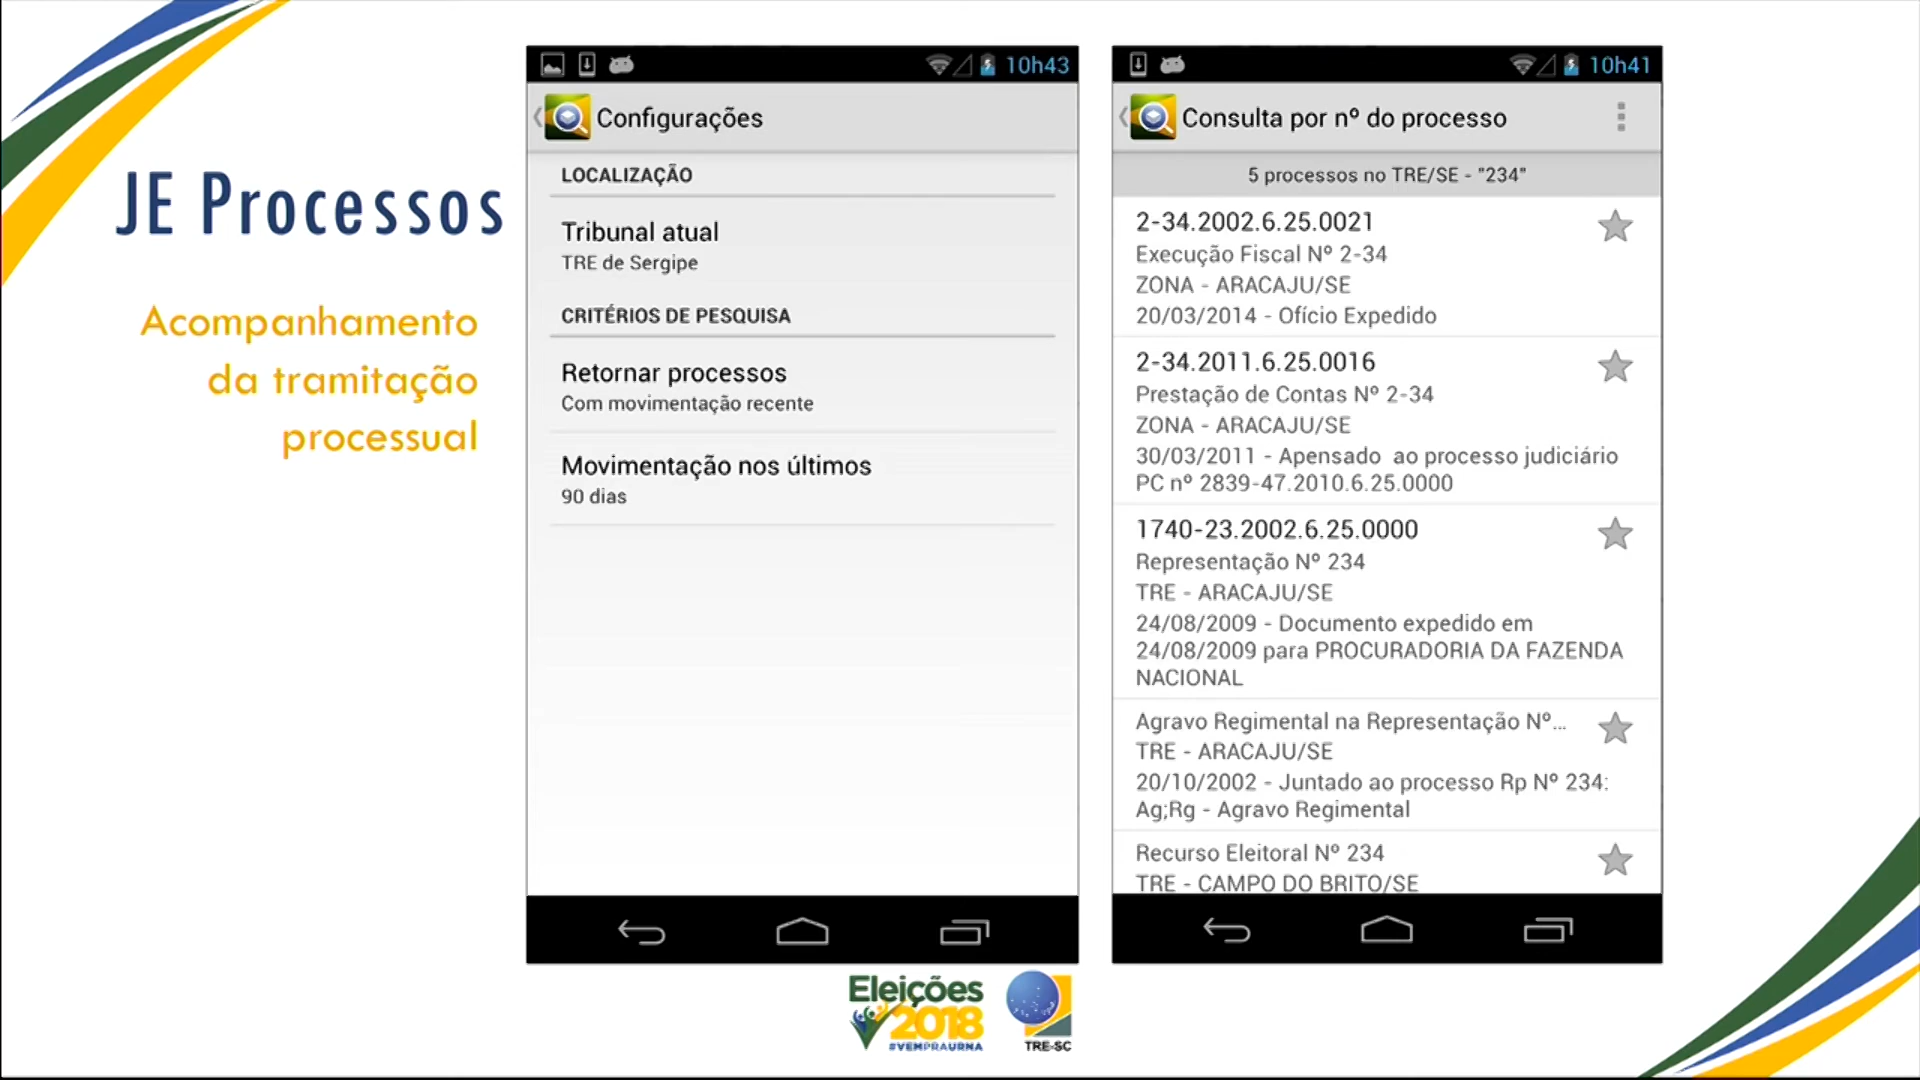 JE Processos
Acompanhamento
da tramitação
processual
10h43
Configurações
LOCALIZAÇÃO
Tribunal atual
TRE de Sergipe
CRITÉRIOS DE PESQUISA
Retornar processos
Com movimentação recente
Movimentação nos últimos
90 dias
10h41
Consulta por nº do processo
5 processos no TRE/SE - "234"
2-34.2002.6.25.0021
Execução Fiscal Nº 2-34
ZONA - ARACAJU/SE
20/03/2014 - Ofício Expedido
2-34.2011.6.25.0016
Prestação de Contas Nº 2-34
ZONA - ARACAJU/SE
30/03/2011 - Apensado  ao processo judiciário
PC nº 2839-47.2010.6.25.0000
1740-23.2002.6.25.0000
Representação Nº 234
TRE - ARACAJU/SE
24/08/2009 - Documento expedido em
24/08/2009 para PROCURADORIA DA FAZENDA
NACIONAL
Agravo Regimental na Representação Nº...
TRE - ARACAJU/SE
20/10/2002 - Juntado ao processo Rp Nº 234:
Ag;Rg - Agravo Regimental
Recurso Eleitoral Nº 234
TRE - CAMPO DO BRITO/SE
Eleições
2018
#VEMPRAURNA
TRE-SC